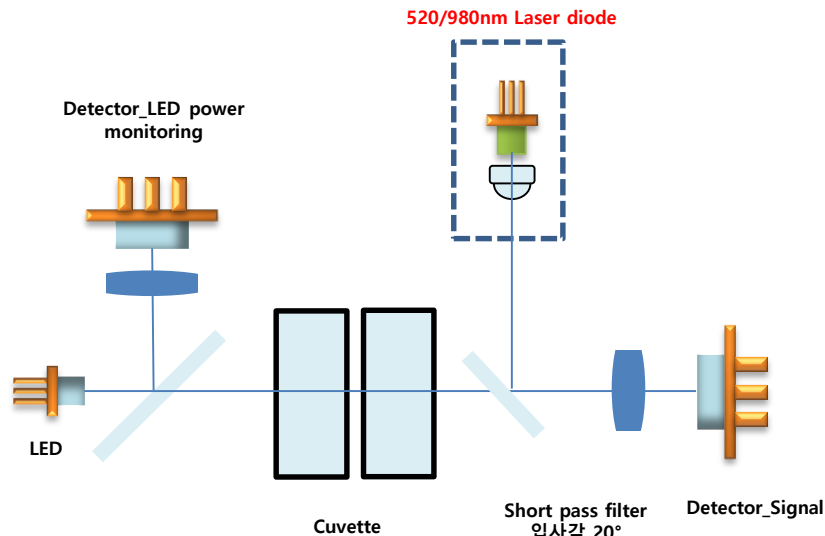 520/980nm Laser diode
Detector_LED power
monitoring
LED
Cuvette
Short pass filter
입사각 20°
Detector_Signal